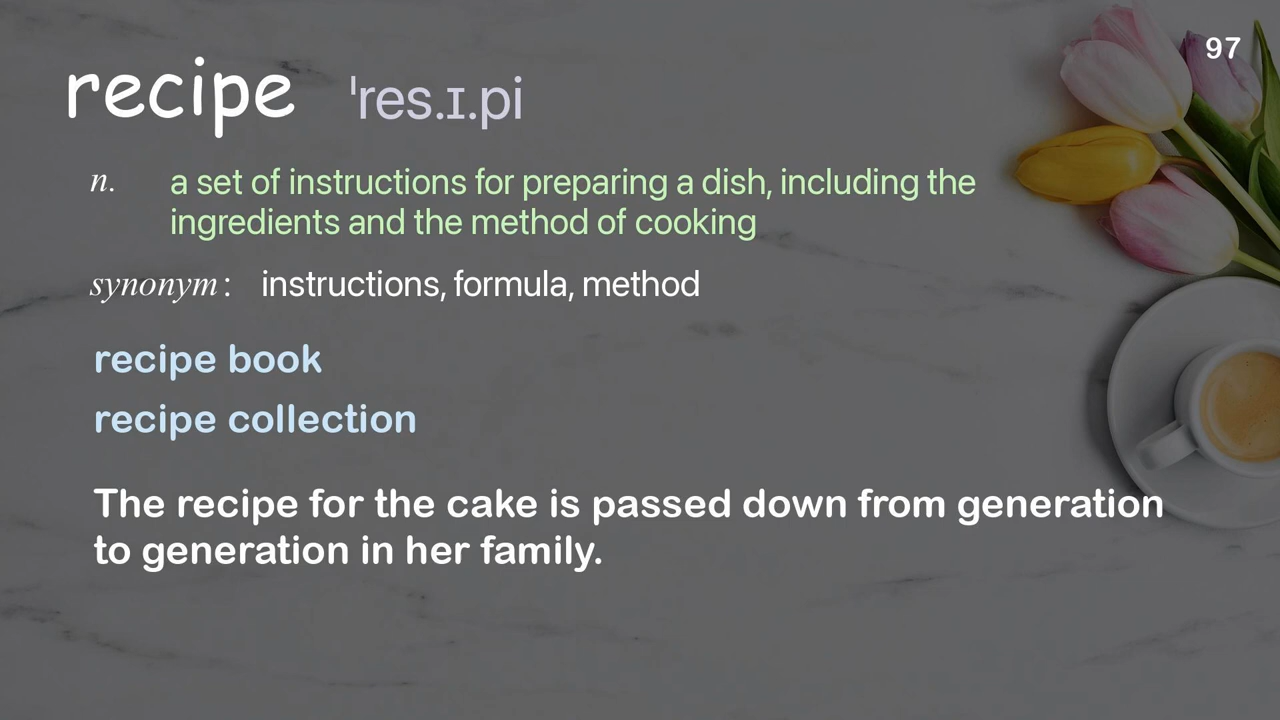 97
recipe ˈres.ɪ.pi
n. a set of instructions for preparing a dish, including the
ingredients and the method of cooking
synonym: instructions, formula, method
recipe book
recipe collection
The recipe for the cake is passed down from generation
to generation in her family.